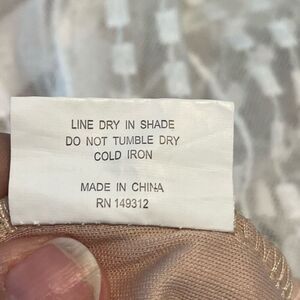 LINE DRY IN SHADE
DO NOT TUMBLE DRY
COLD IRON
MADE IN CHINA
RN 149312